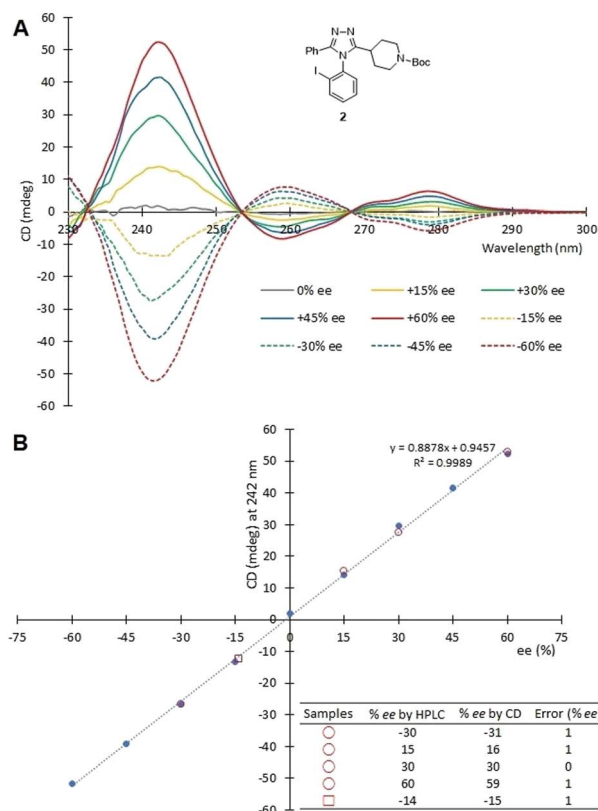 A
60
50
40
30
20
10
0
-10
-20
-30
-40
-50
-60
CD (mdeg)
230 240 250 260 270 280 290 300
Wavelength (nm)
N-N
Ph
N
N-Boc
I
2
0% ee +15% ee +30% ee
+45% ee +60% ee -15% ee
-30% ee -45% ee -60% ee
B
y = 0.8878x + 0.9457
R² = 0.9989
CD (mdeg) at 242 nm
60
50
40
30
20
10
0
-10
-20
-30
-40
-50
-60
-75 -60 -45 -30 -15 0 15 30 45 60 75
ee (%)
Samples % ee by HPLC % ee by CD Error (% ee
-30 -31 1
15 16 1
30 30 0
60 59 1
-14 -15 1